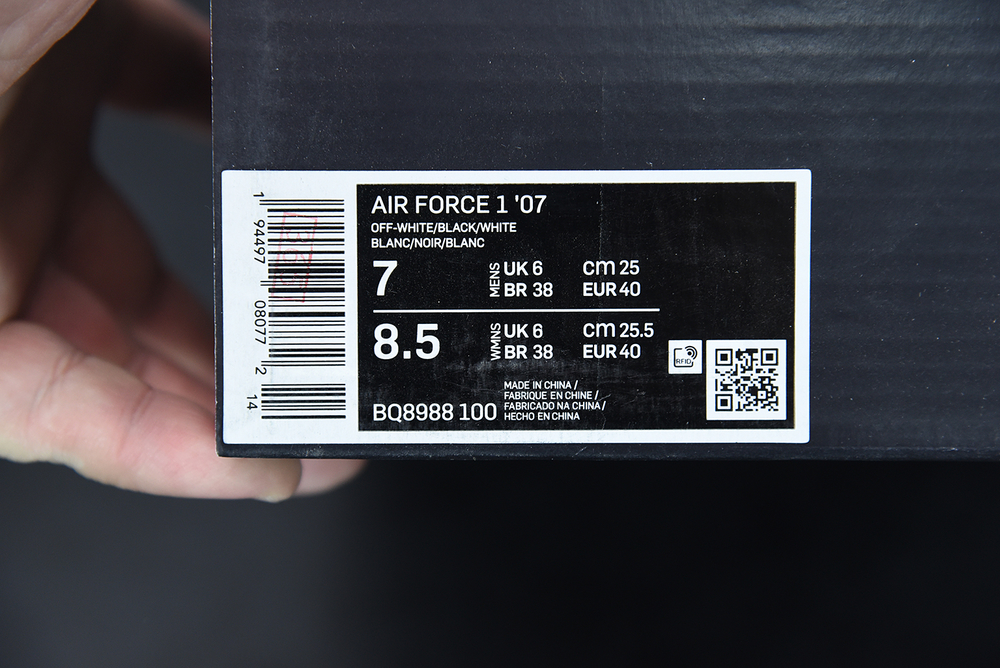 1 94497 08077 2
14
AIR FORCE 1 '07
OFF-WHITE/BLACK/WHITE
BLANC/NOIR/BLANC
7
MENS
UK 6 cm 25
BR 38 EUR 40
8.5
WMNS
UK 6 cm 25.5
BR 38 EUR 40
RFID
BQ8988 100
MADE IN CHINA /
FABRIQUE EN CHINE /
FABRICADO NA CHINA /
HECHO EN CHINA